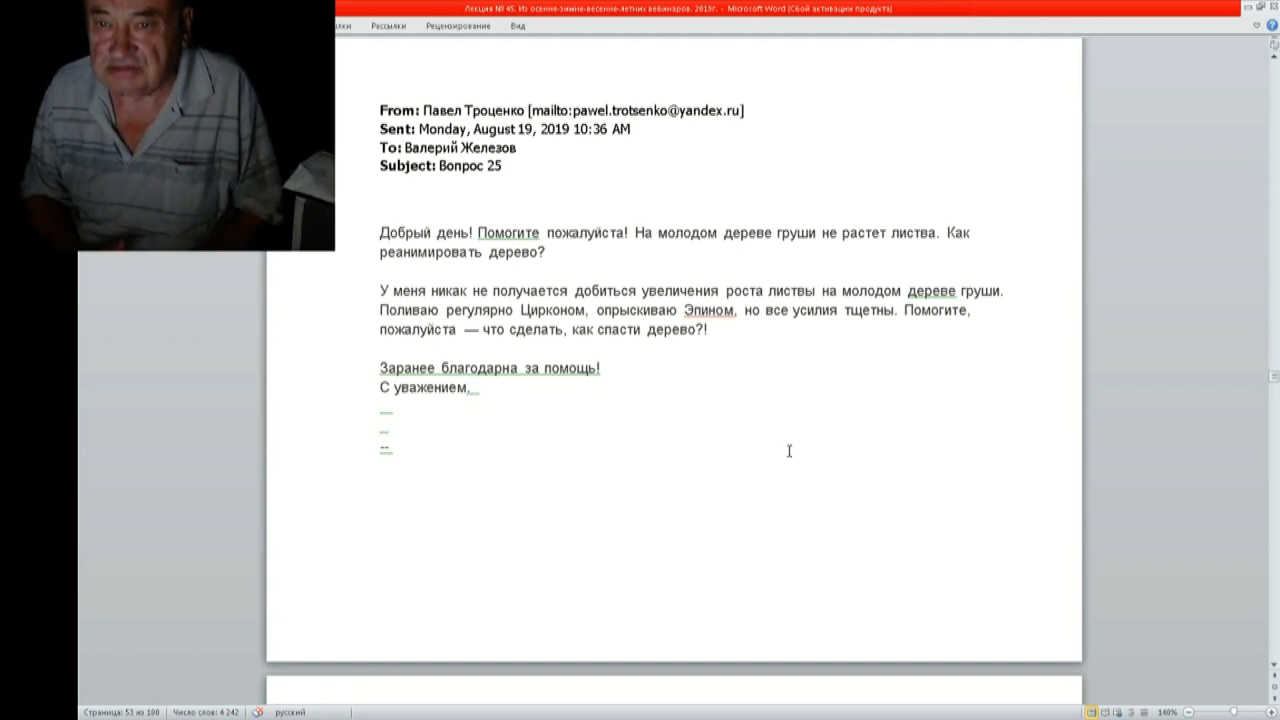 Лекция № 45. Из осенне-зимне-весенне-летних вебинаров. 2019г. - Microsoft Word (Сбой активации продукта)
лки Рассылки Рецензирование Вид
From: Павел Троценко [mailto:pawel.trotsenko@yandex.ru]
Sent: Monday, August 19, 2019 10:36 AM
To: Валерий Железов
Subject: Вопрос 25
Добрый день! Помогите пожалуйста! На молодом дереве груши не растет листва. Как
реанимировать дерево?
У меня никак не получается добиться увеличения роста листвы на молодом дереве груши.
Поливаю регулярно Цирконом, опрыскиваю Эпином, но все усилия тщетны. Помогите,
пожалуйста — что сделать, как спасти дерево?!
Заранее благодарна за помощь!
С уважением,
--
Страница: 53 из 100 Число слов: 4 242 русский 140%